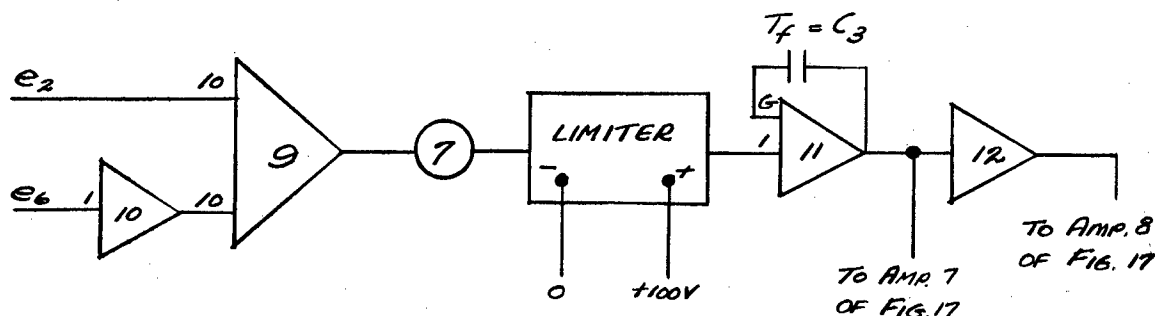 T_f = C_3
e_2
10
9
7
LIMITER
-
+
G
1
11
12
e_6
1
10
10
0
+100V
TO AMP. 7
OF FIG. 17
TO AMP. 8
OF FIG. 17